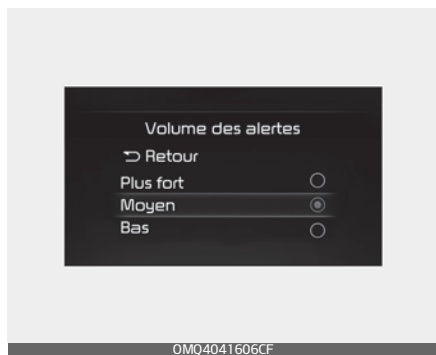 Volume des alertes
⮌ Retour
Plus fort
Moyen
Bas
OMQ4041606CF